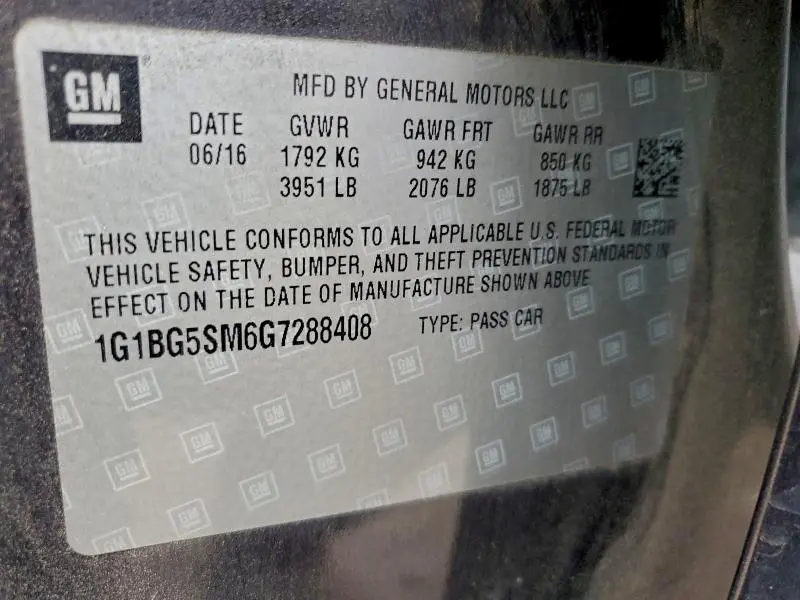 GM
MFD BY GENERAL MOTORS LLC
DATE GVWR GAWR FRT GAWR RR
06/16 1792 KG 942 KG 850 KG
3951 LB 2076 LB 1875 LB
THIS VEHICLE CONFORMS TO ALL APPLICABLE U.S. FEDERAL MOTOR
VEHICLE SAFETY, BUMPER, AND THEFT PREVENTION STANDARDS IN
EFFECT ON THE DATE OF MANUFACTURE SHOWN ABOVE
1G1BG5SM6G7288408 TYPE: PASS CAR